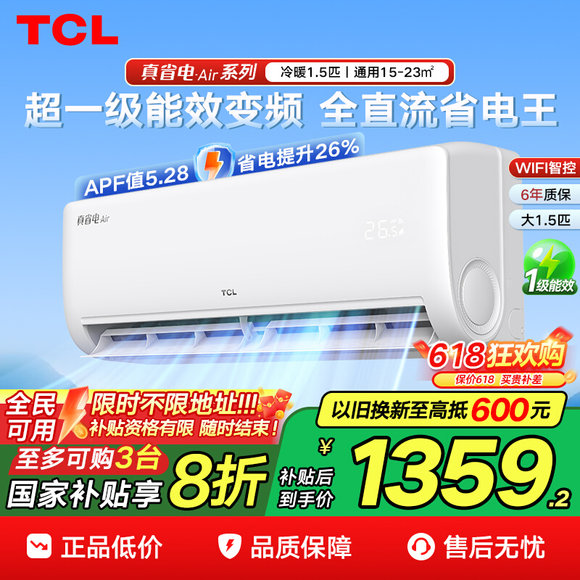 TCL
真省电·Air系列 冷暖1.5匹 | 通用15-23㎡
超一级能效变频 全直流省电王
APF值5.28 省电提升26%
WIFI智控
6年质保
大1.5匹
1级能效
真省电Air
26.5
TCL
618狂欢购
保价618 买贵补差
全民可用
限时不限地址!!!
补贴资格有限 随时结束!
至多可购3台
国家补贴享8折
以旧换新至高抵600元
补贴后到手价
¥1359.2
正品低价
品质保障
售后无忧